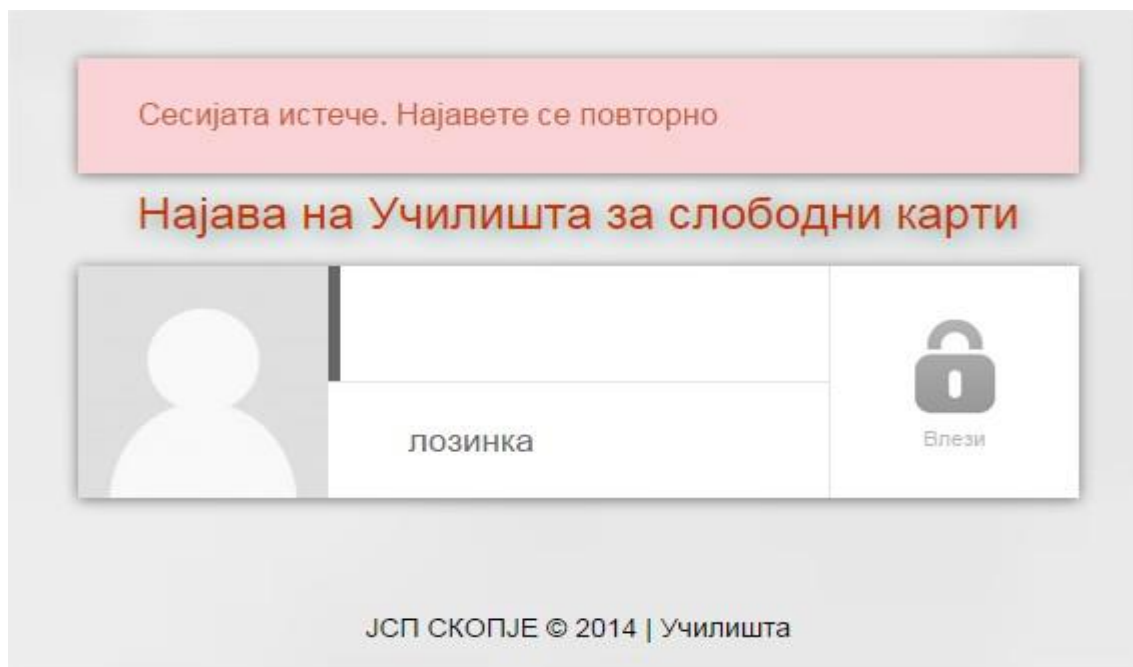 Сесијата истече. Најавете се повторно
Најава на Училишта за слободни карти
лозинка
Влези
ЈСП СКОПЈЕ © 2014 | Училишта